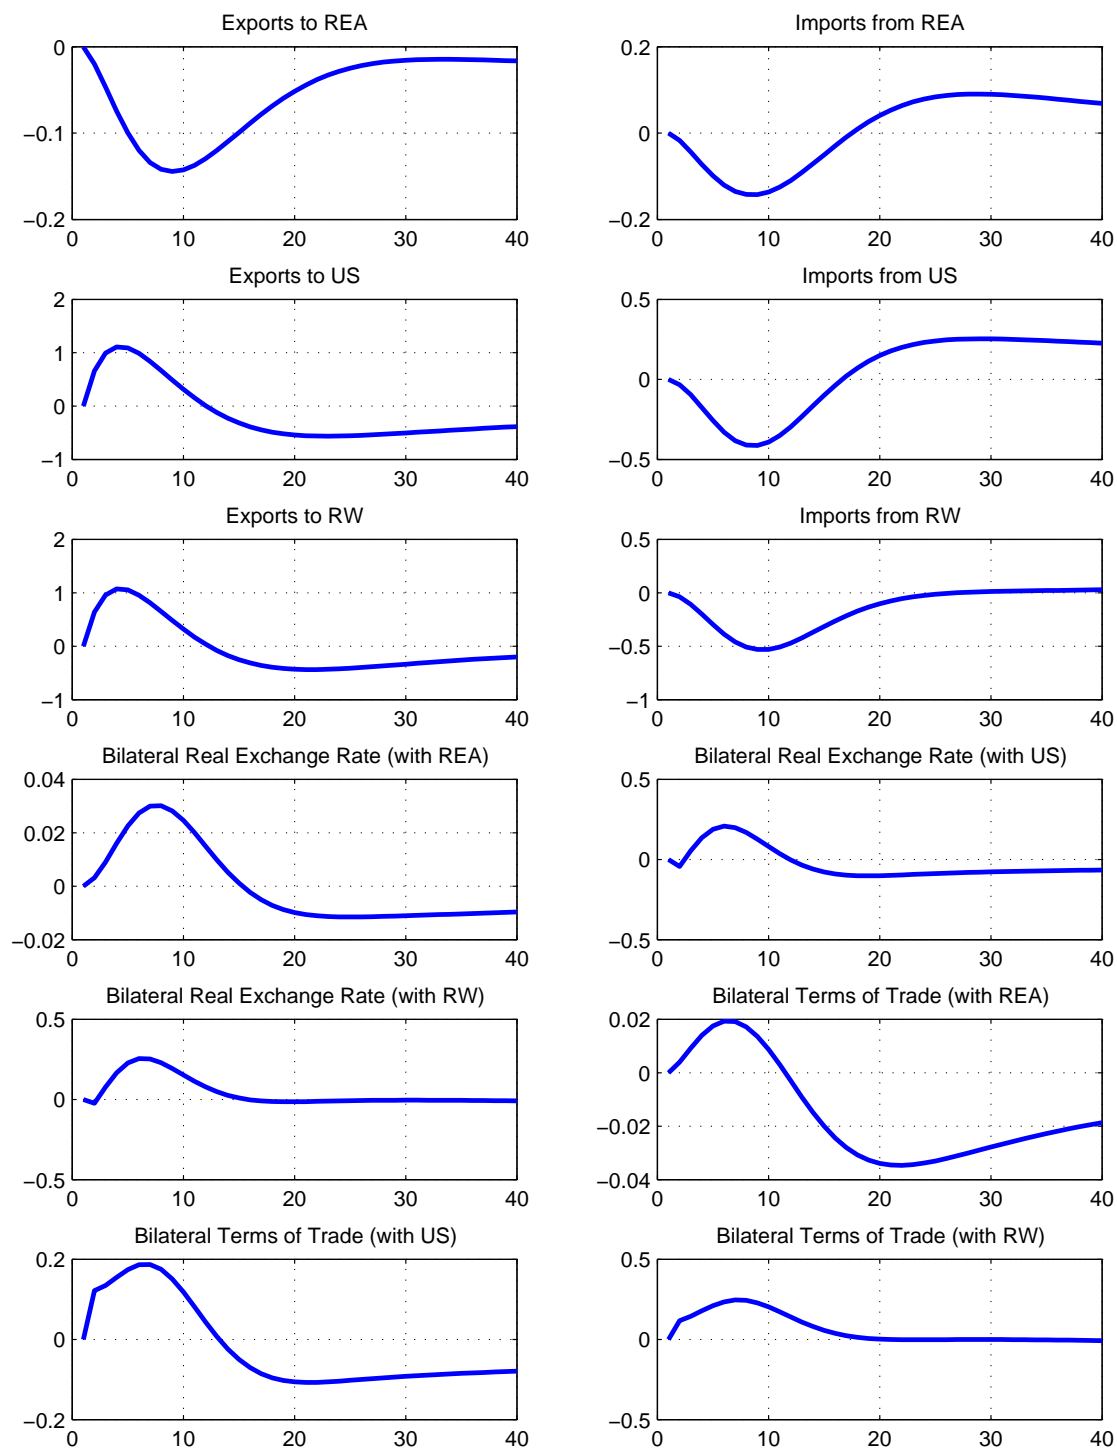 Exports to REA
0
−0.1
−0.2
0 10 20 30 40
Imports from REA
0.2
0
−0.2
0 10 20 30 40
Exports to US
2
1
0
−1
0 10 20 30 40
Imports from US
0.5
0
−0.5
0 10 20 30 40
Exports to RW
2
1
0
−1
0 10 20 30 40
Imports from RW
0.5
0
−0.5
−1
0 10 20 30 40
Bilateral Real Exchange Rate (with REA)
0.04
0.02
0
−0.02
0 10 20 30 40
Bilateral Real Exchange Rate (with US)
0.5
0
−0.5
0 10 20 30 40
Bilateral Real Exchange Rate (with RW)
0.5
0
−0.5
0 10 20 30 40
Bilateral Terms of Trade (with REA)
0.02
0
−0.02
−0.04
0 10 20 30 40
Bilateral Terms of Trade (with US)
0.2
0
−0.2
0 10 20 30 40
Bilateral Terms of Trade (with RW)
0.5
0
−0.5
0 10 20 30 40